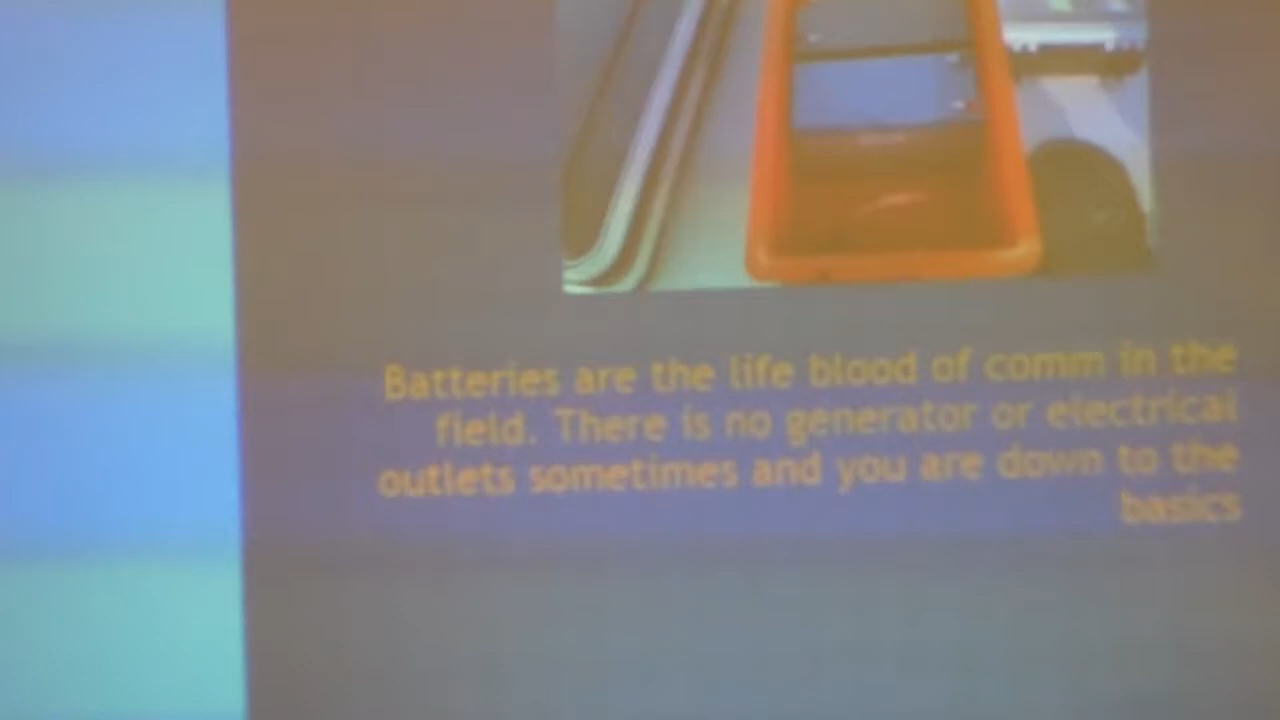 Batteries are the life blood of comm in the
field. There is no generator or electrical
outlets sometimes and you are down to the
basics